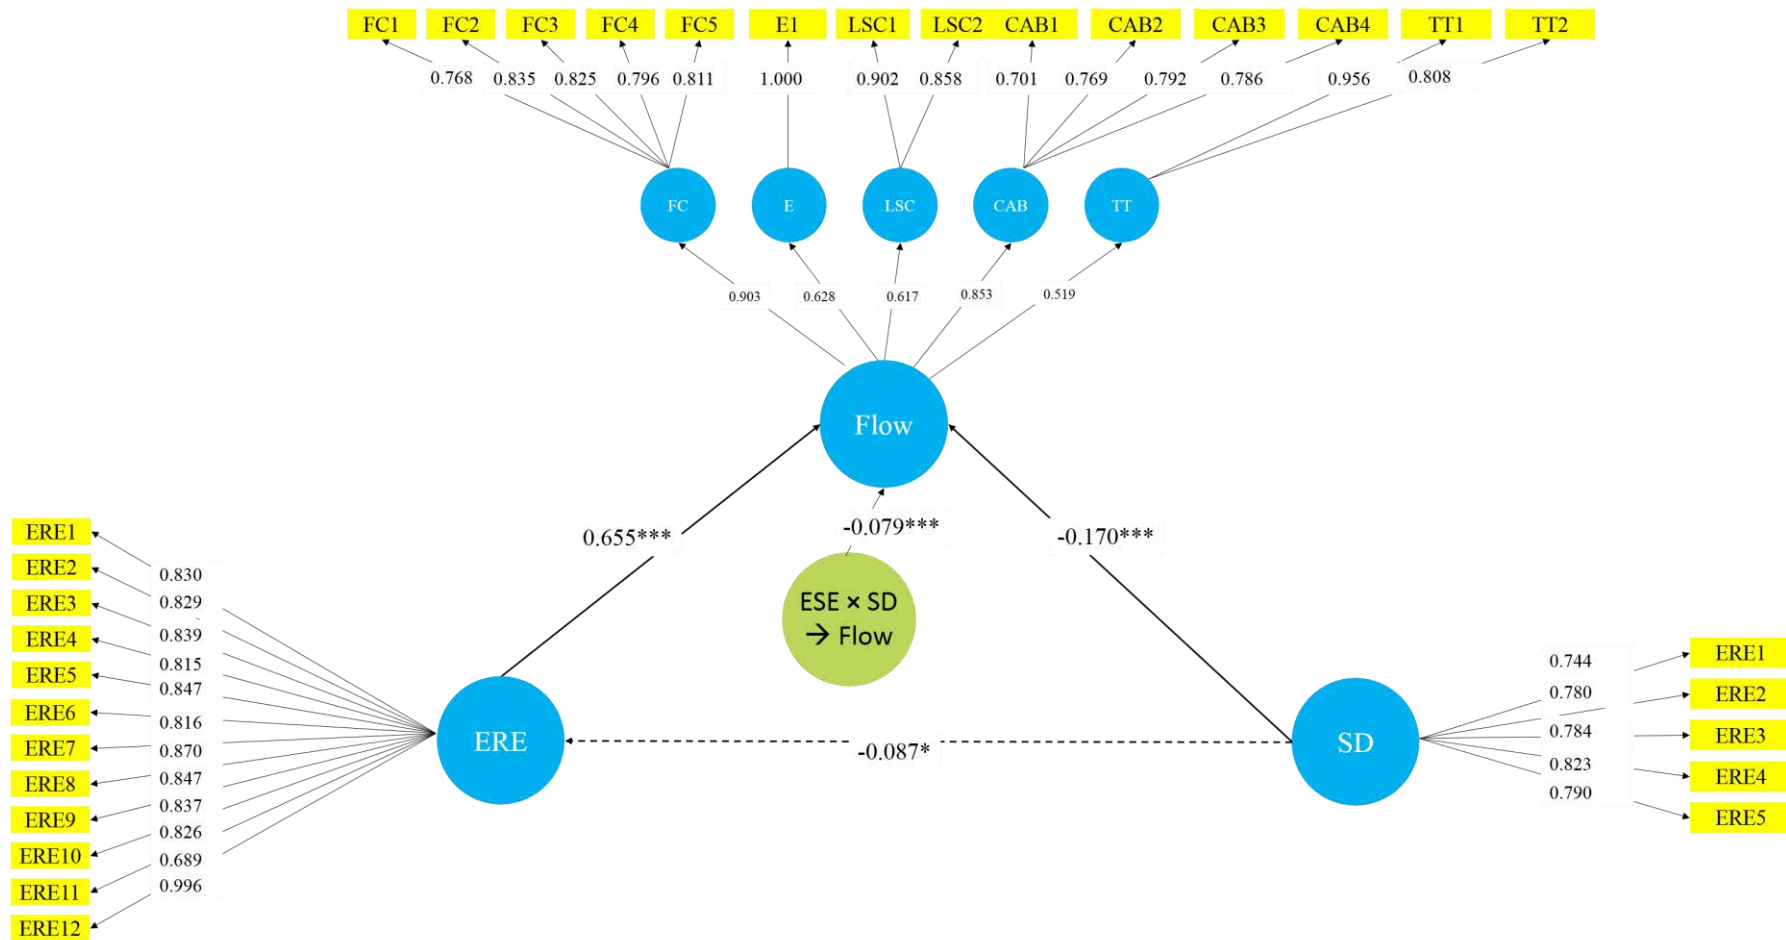 FC1 FC2 FC3 FC4 FC5 E1 LSC1 LSC2 CAB1 CAB2 CAB3 CAB4 TT1 TT2
0.768 0.835 0.825 0.796 0.811 1.000 0.902 0.858 0.701 0.769 0.792 0.786 0.956 0.808
FC E LSC CAB TT
0.903 0.628 0.617 0.853 0.519
Flow
0.655*** -0.079*** -0.170***
ESE × SD
→ Flow
ERE1
ERE2
ERE3
ERE4
ERE5
ERE6
ERE7
ERE8
ERE9
ERE10
ERE11
ERE12
0.830
0.829
0.839
0.815
0.847
0.816
0.870
0.847
0.837
0.826
0.689
0.996
ERE
-0.087*
SD
0.744
0.780
0.784
0.823
0.790
ERE1
ERE2
ERE3
ERE4
ERE5